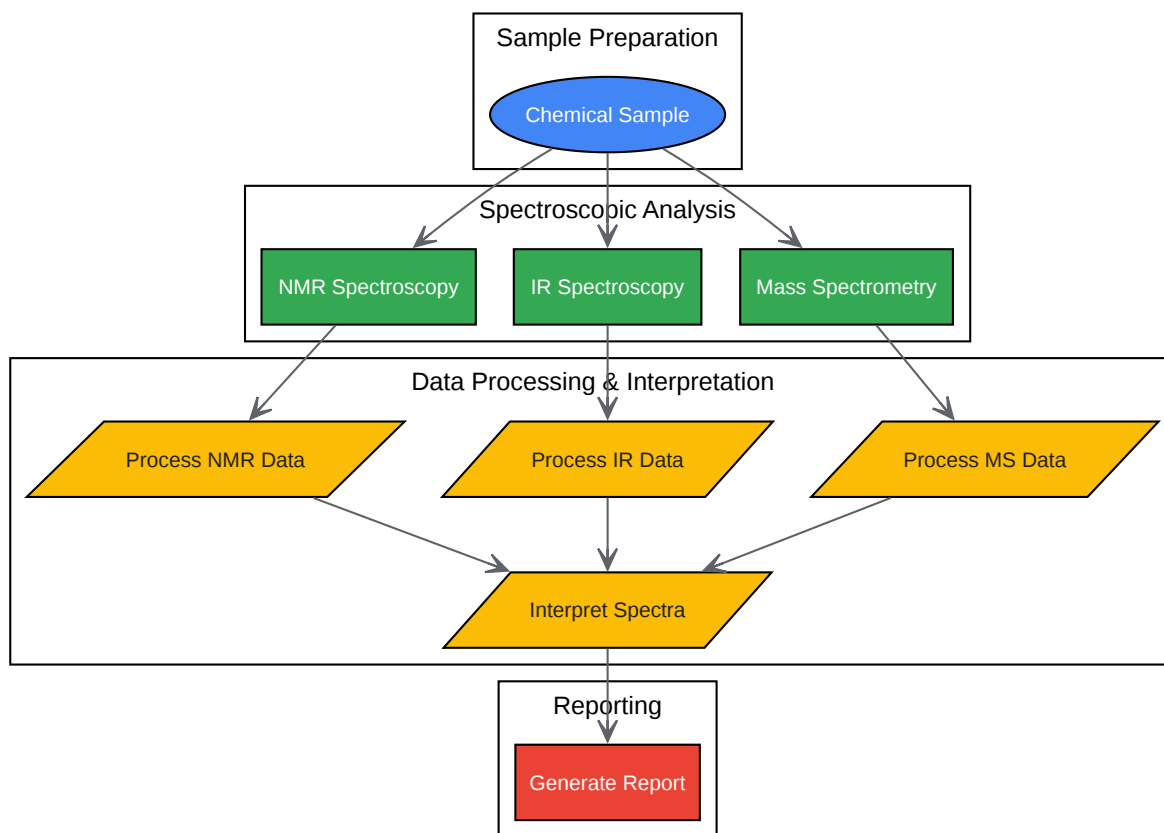 Sample Preparation
Chemical Sample
Spectroscopic Analysis
NMR Spectroscopy
IR Spectroscopy
Mass Spectrometry
Data Processing & Interpretation
Process NMR Data
Process IR Data
Process MS Data
Interpret Spectra
Reporting
Generate Report